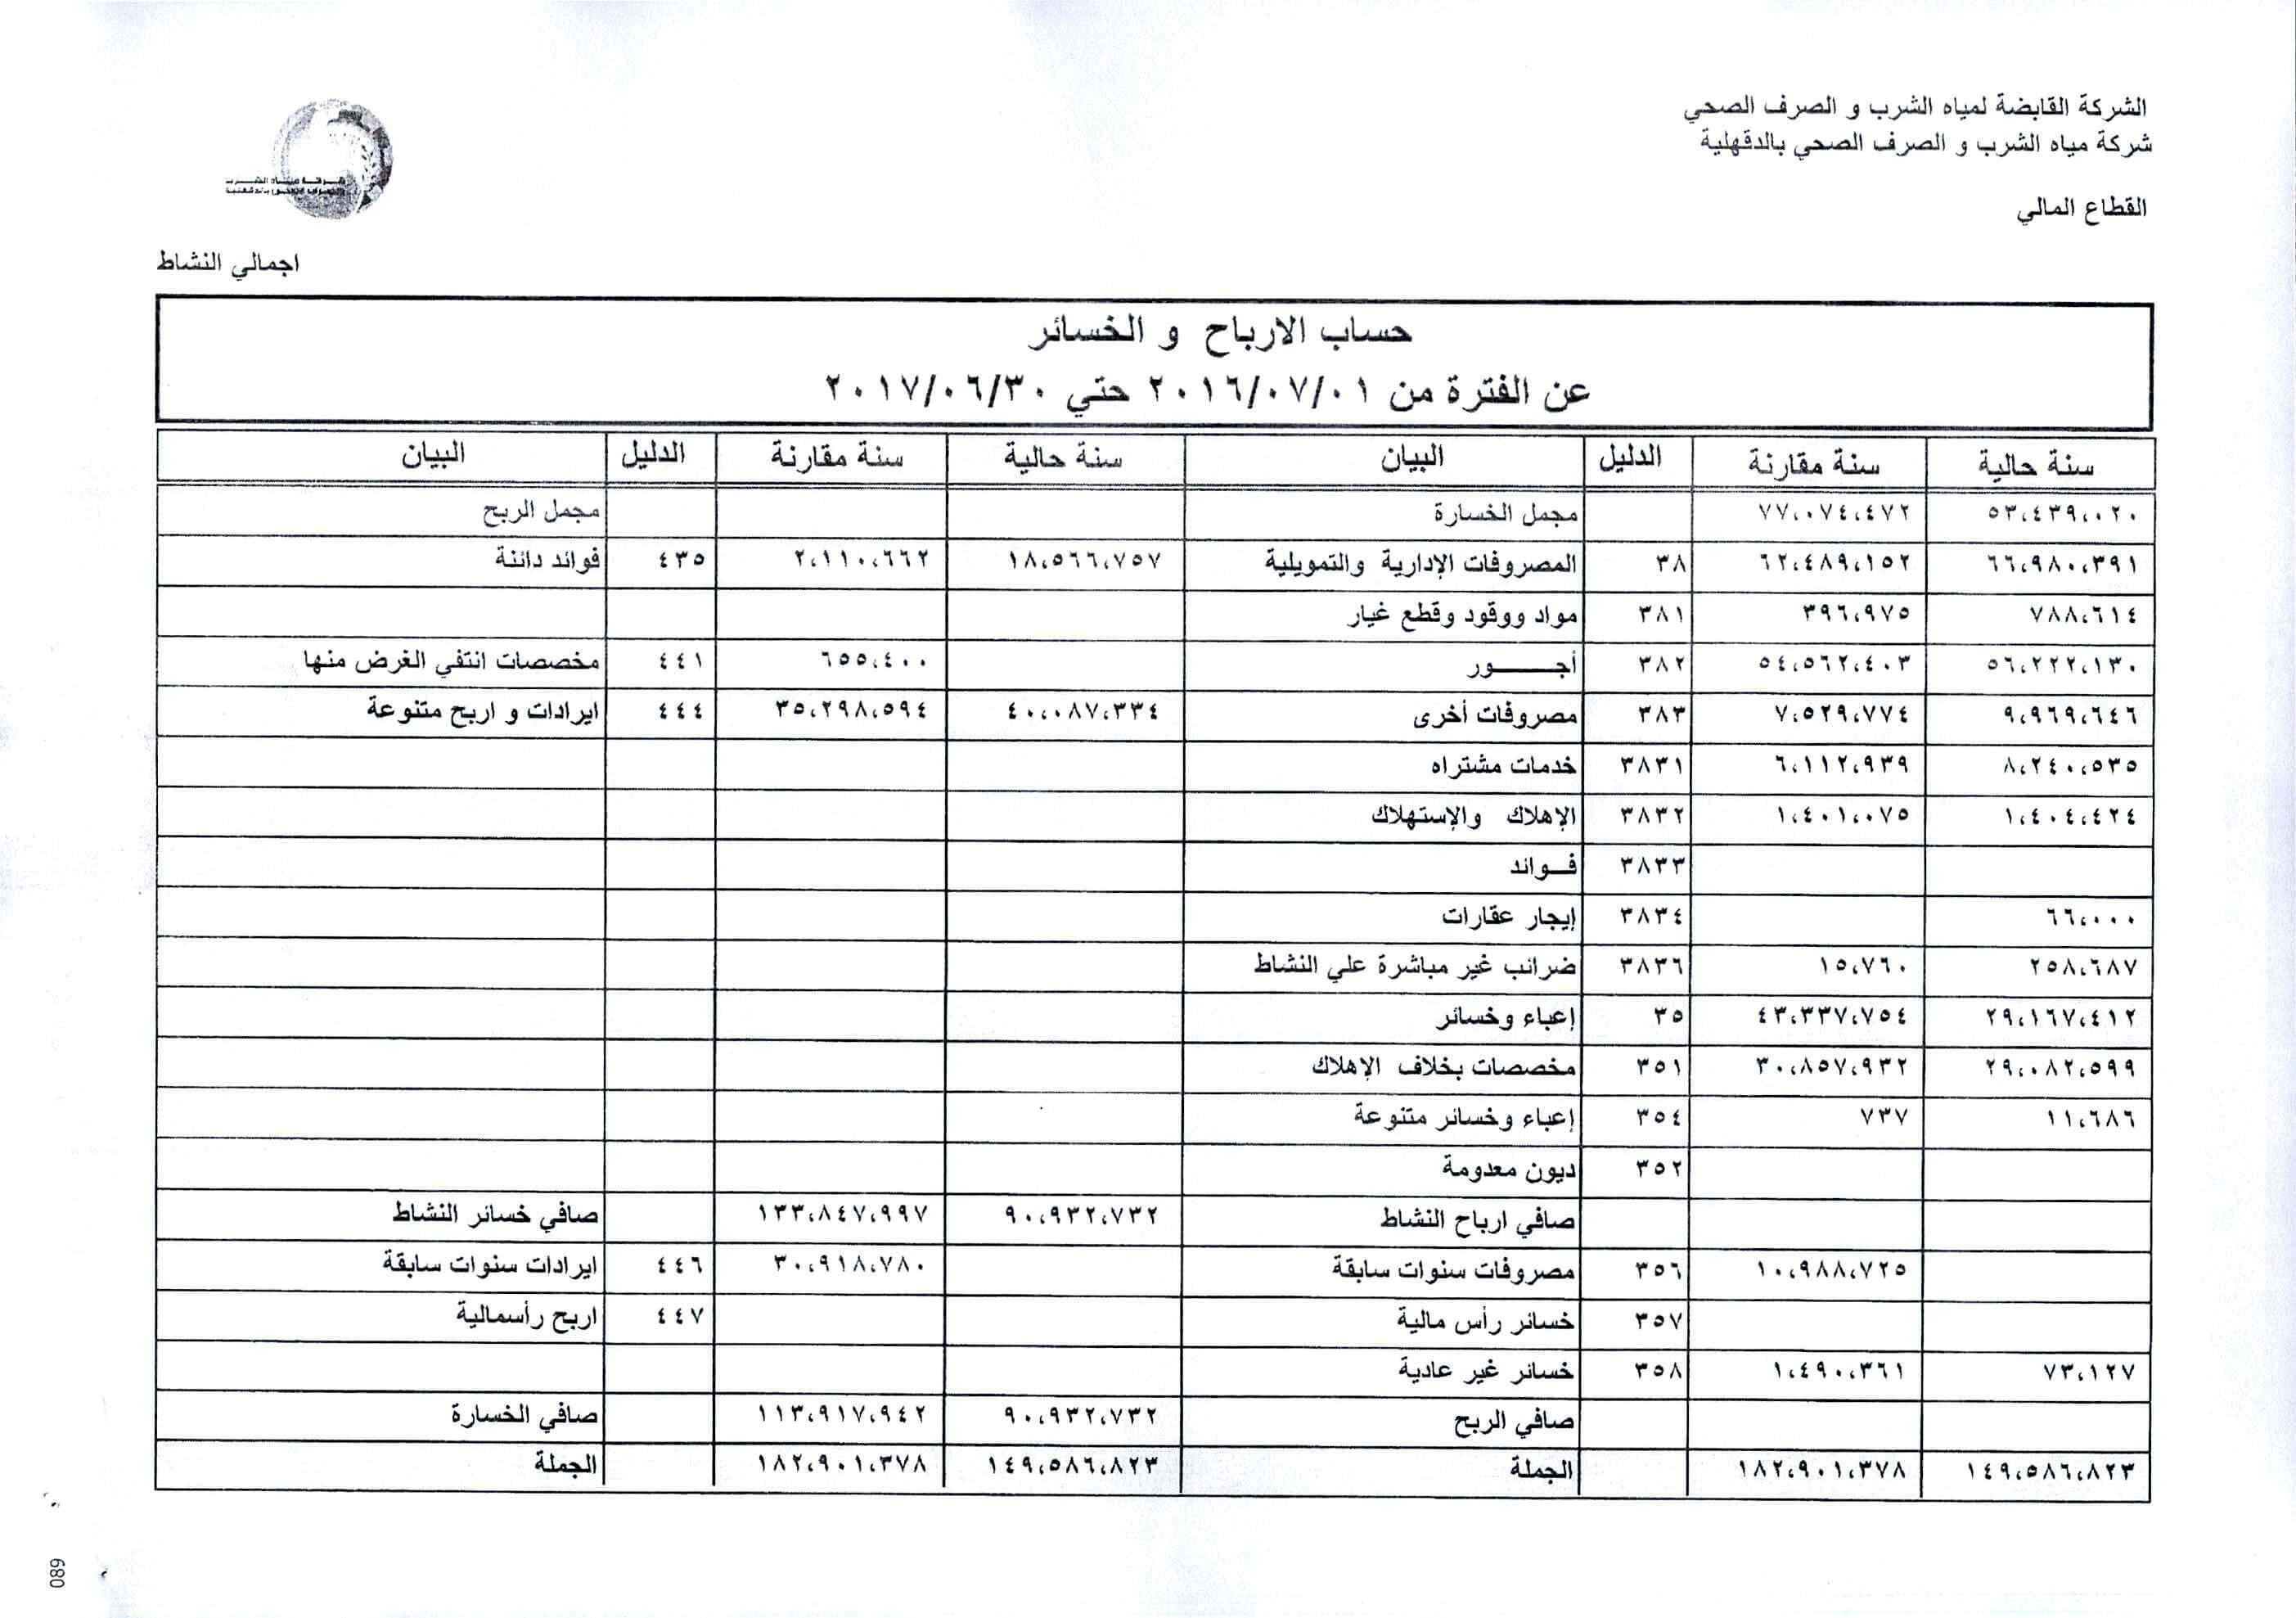 الشركة القابضة لمياه الشرب و الصرف الصحي
شركة مياه الشرب و الصرف الصحي بالدقهلية
القطاع المالي
شركة مياه الشرب
والصرف الصحي بالدقهلية
اجمالي النشاط
حساب الارباح و الخسائر
عن الفترة من ٢٠١٦/٠٧/٠١ حتي ٢٠١٧/٠٦/٣٠
سنة حالية سنة مقارنة الدليل البيان سنة حالية سنة مقارنة الدليل البيان
٥٣،٤٣٩،٠٢٠ ٧٧،٠٧٤،٤٧٢ مجمل الخسارة مجمل الربح
٦٦،٩٨٠،٣٩١ ٦٢،٤٨٩،١٥٢ ٣٨ المصروفات الإدارية والتمويلية ١٨،٥٦٦،٧٥٧ ٢،١١٠،٦٦٢ ٤٣٥ فوائد دائنة
٧٨٨،٦١٤ ٣٩٦،٩٧٥ ٣٨١ مواد ووقود وقطع غيار
٥٦،٢٢٢،١٣٠ ٥٤،٥٦٢،٤٠٣ ٣٨٢ أجـــــور ٦٥٥،٤٠٠ ٤٤١ مخصصات انتفي الغرض منها
٩،٩٦٩،٦٤٦ ٧،٥٢٩،٧٧٤ ٣٨٣ مصروفات أخرى ٤٠،٠٨٧،٣٣٤ ٣٥،٢٩٨،٥٩٤ ٤٤٤ ايرادات و اربح متنوعة
٨،٢٤٠،٥٣٥ ٦،١١٢،٩٣٩ ٣٨٣١ خدمات مشتراه
١،٤٠٤،٤٢٤ ١،٤٠١،٠٧٥ ٣٨٣٢ الإهلاك والإستهلاك
٣٨٣٣ فــوائد
٦٦،٠٠٠ ٣٨٣٤ إيجار عقارات
٢٥٨،٦٨٧ ١٥،٧٦٠ ٣٨٣٦ ضرائب غير مباشرة علي النشاط
٢٩،١٦٧،٤١٢ ٤٣،٣٣٧،٧٥٤ ٣٥ إعباء وخسائر
٢٩،٠٨٢،٥٩٩ ٣٠،٨٥٧،٩٣٢ ٣٥١ مخصصات بخلاف الإهلاك
١١،٦٨٦ ٧٣٧ ٣٥٤ إعباء وخسائر متنوعة
٣٥٢ ديون معدومة
صافي ارباح النشاط ٩٠،٩٣٢،٧٣٢ ١٣٣،٨٤٧،٩٩٧ صافي خسائر النشاط
١٠،٩٨٨،٧٢٥ ٣٥٦ مصروفات سنوات سابقة ٣٠،٩١٨،٧٨٠ ٤٤٦ ايرادات سنوات سابقة
٣٥٧ خسائر رأس مالية ٤٤٧ اربح رأسمالية
٧٣،١٢٧ ١،٤٩٠،٣٦١ ٣٥٨ خسائر غير عادية
صافي الربح ٩٠،٩٣٢،٧٣٢ ١١٣،٩١٧،٩٤٢ صافي الخسارة
١٤٩،٥٨٦،٨٢٣ ١٨٢،٩٠١،٣٧٨ الجملة ١٤٩،٥٨٦،٨٢٣ ١٨٢،٩٠١،٣٧٨ الجملة
089